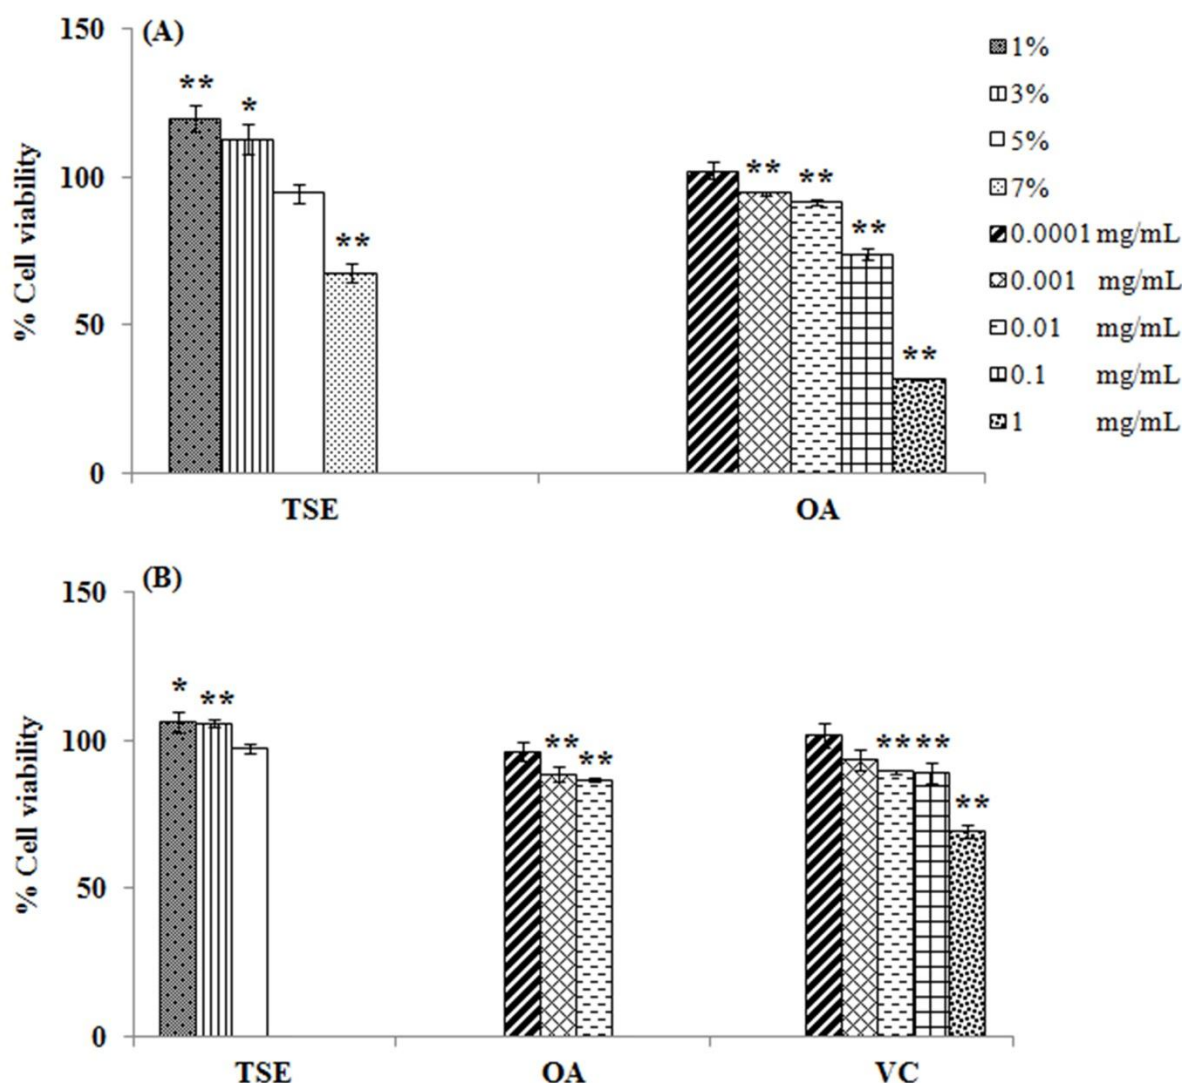 (A)
150
100
50
0
% Cell viability
**
*
**
**
**
**
**
TSE
OA
1%
3%
5%
7%
0.0001 mg/mL
0.001 mg/mL
0.01 mg/mL
0.1 mg/mL
1 mg/mL
(B)
150
100
50
0
% Cell viability
*
**
**
**
**
**
**
TSE
OA
VC